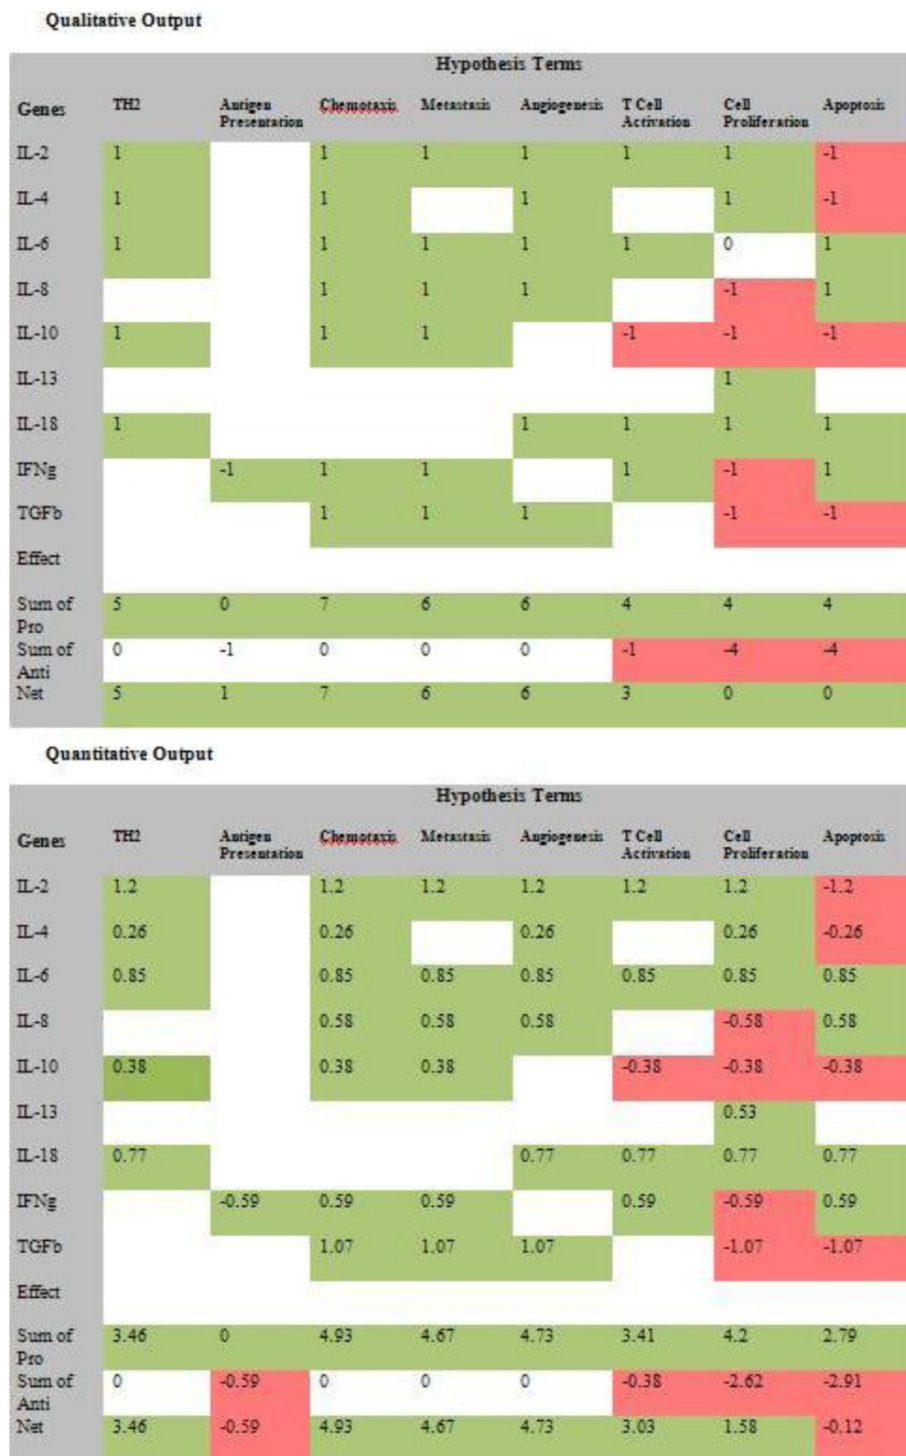 Qualitative Output
Hypothesis Terms
Genes TH2 Antigen Presentation Chemotaxis Metastasis Angiogenesis T Cell Activation Cell Proliferation Apoptosis
IL-2 1 1 1 1 1 1 -1
IL-4 1 1 1 1 -1
IL-6 1 1 1 1 1 0 1
IL-8 1 1 1 -1 1
IL-10 1 1 1 -1 -1 -1
IL-13 1
IL-18 1 1 1 1 1
IFNg -1 1 1 1 -1 1
TGFb 1 1 1 -1 -1
Effect
Sum of Pro 5 0 7 6 6 4 4 4
Sum of Anti 0 -1 0 0 0 -1 -4 -4
Net 5 1 7 6 6 3 0 0
Quantitative Output
Hypothesis Terms
Genes TH2 Antigen Presentation Chemotaxis Metastasis Angiogenesis T Cell Activation Cell Proliferation Apoptosis
IL-2 1.2 1.2 1.2 1.2 1.2 1.2 -1.2
IL-4 0.26 0.26 0.26 0.26 -0.26
IL-6 0.85 0.85 0.85 0.85 0.85 0.85 0.85
IL-8 0.58 0.58 0.58 -0.58 0.58
IL-10 0.38 0.38 0.38 -0.38 -0.38 -0.38
IL-13 0.53
IL-18 0.77 0.77 0.77 0.77 0.77
IFNg -0.59 0.59 0.59 0.59 -0.59 0.59
TGFb 1.07 1.07 1.07 -1.07 -1.07
Effect
Sum of Pro 3.46 0 4.93 4.67 4.73 3.41 4.2 2.79
Sum of Anti 0 -0.59 0 0 0 -0.38 -2.62 -2.91
Net 3.46 -0.59 4.93 4.67 4.73 3.03 1.58 -0.12